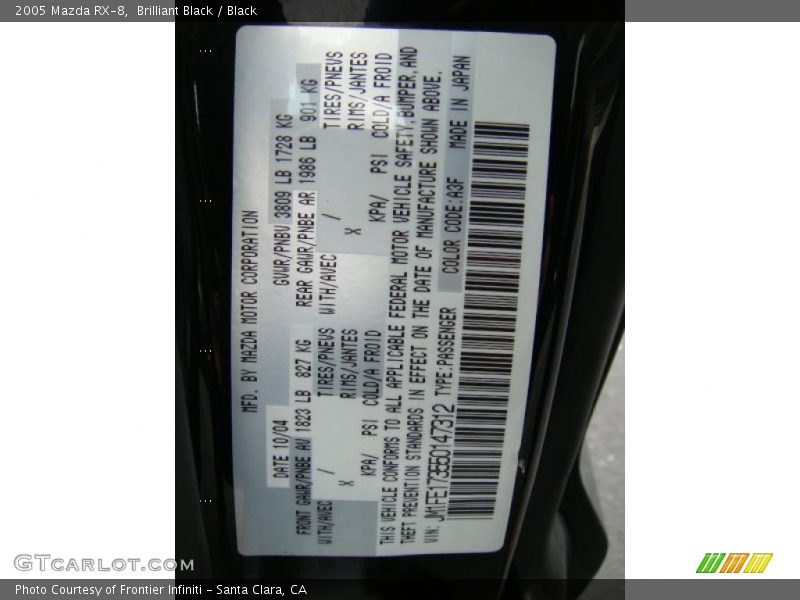 2005 Mazda RX-8,  Brilliant Black / Black
MFD. BY MAZDA MOTOR CORPORATION
DATE 10/04 GVWR/PNBV 3809 LB 1728 KG
FRONT GAWR/PNBE AV 1823 LB 827 KG REAR GAWR/PNBE AR 1986 LB 901 KG
WITH/AVEC / TIRES/PNEUS WITH/AVEC / TIRES/PNEUS
X RIMS/JANTES X RIMS/JANTES
KPA/ PSI COLD/A FROID KPA/ PSI COLD/A FROID
THIS VEHICLE CONFORMS TO ALL APPLICABLE FEDERAL MOTOR VEHICLE SAFETY, BUMPER, AND
THEFT PREVENTION STANDARDS IN EFFECT ON THE DATE OF MANUFACTURE SHOWN ABOVE.
VIN: JM1FE173550147312 TYPE:PASSENGER COLOR CODE:A3F MADE IN JAPAN
GTCarLot.com
Photo Courtesy of Frontier Infiniti - Santa Clara, CA